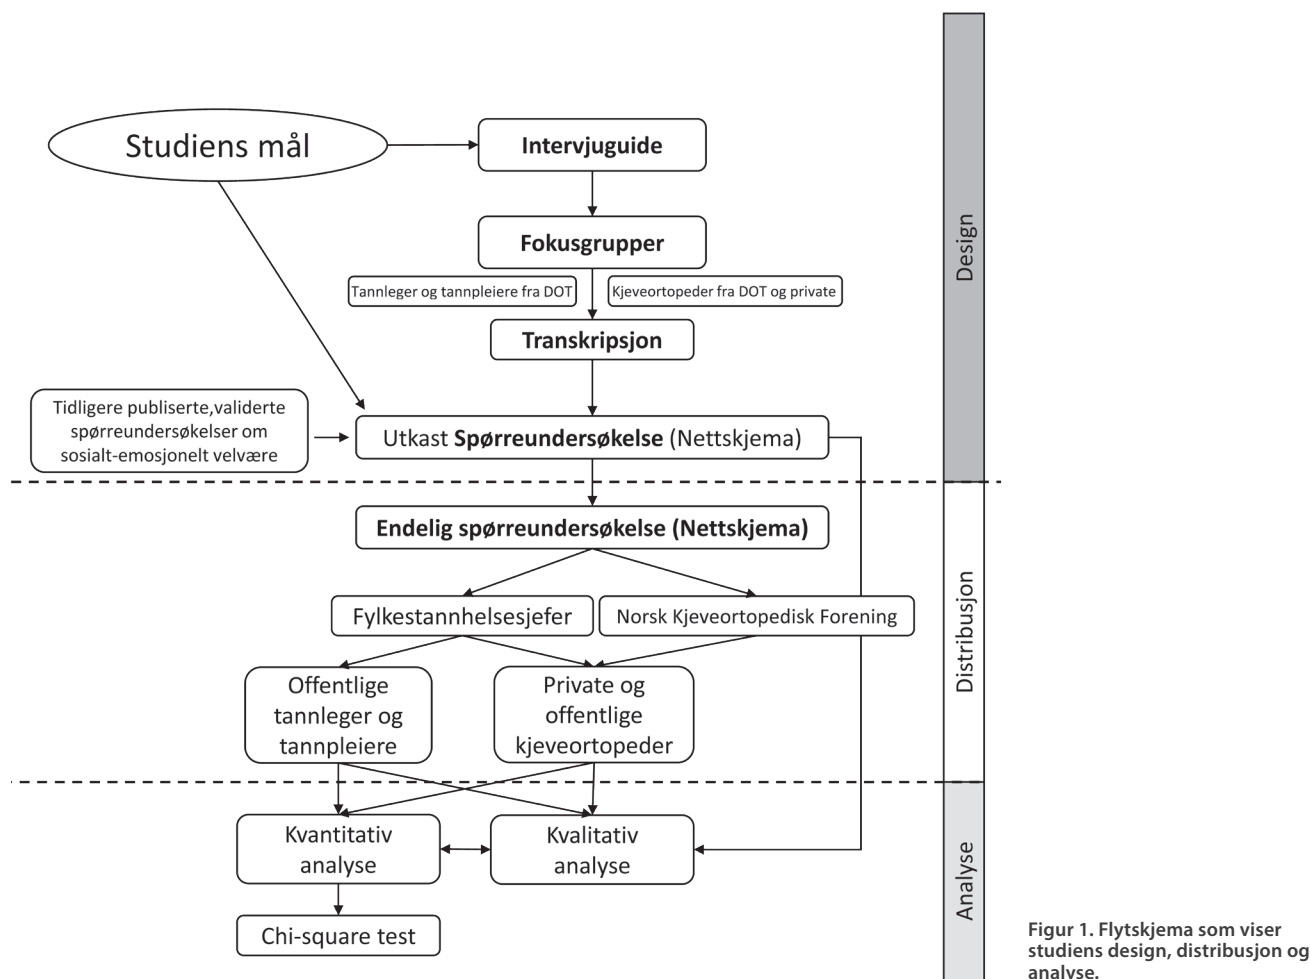 Studiens mål
Intervjuguide
Fokusgrupper
Tannleger og tannpleiere fra DOT
Kjeveortopeder fra DOT og private
Transkripsjon
Tidligere publiserte,validerte
spørreundersøkelser om
sosialt-emosjonelt velvære
Utkast Spørreundersøkelse (Nettskjema)
Design
Endelig spørreundersøkelse (Nettskjema)
Fylkestannhelsesjefer
Norsk Kjeveortopedisk Forening
Offentlige
tannleger og
tannpleiere
Private og
offentlige
kjeveortopeder
Distribusjon
Kvantitativ
analyse
Kvalitativ
analyse
Chi-square test
Analyse
Figur 1. Flytskjema som viser
studiens design, distribusjon og
analyse.